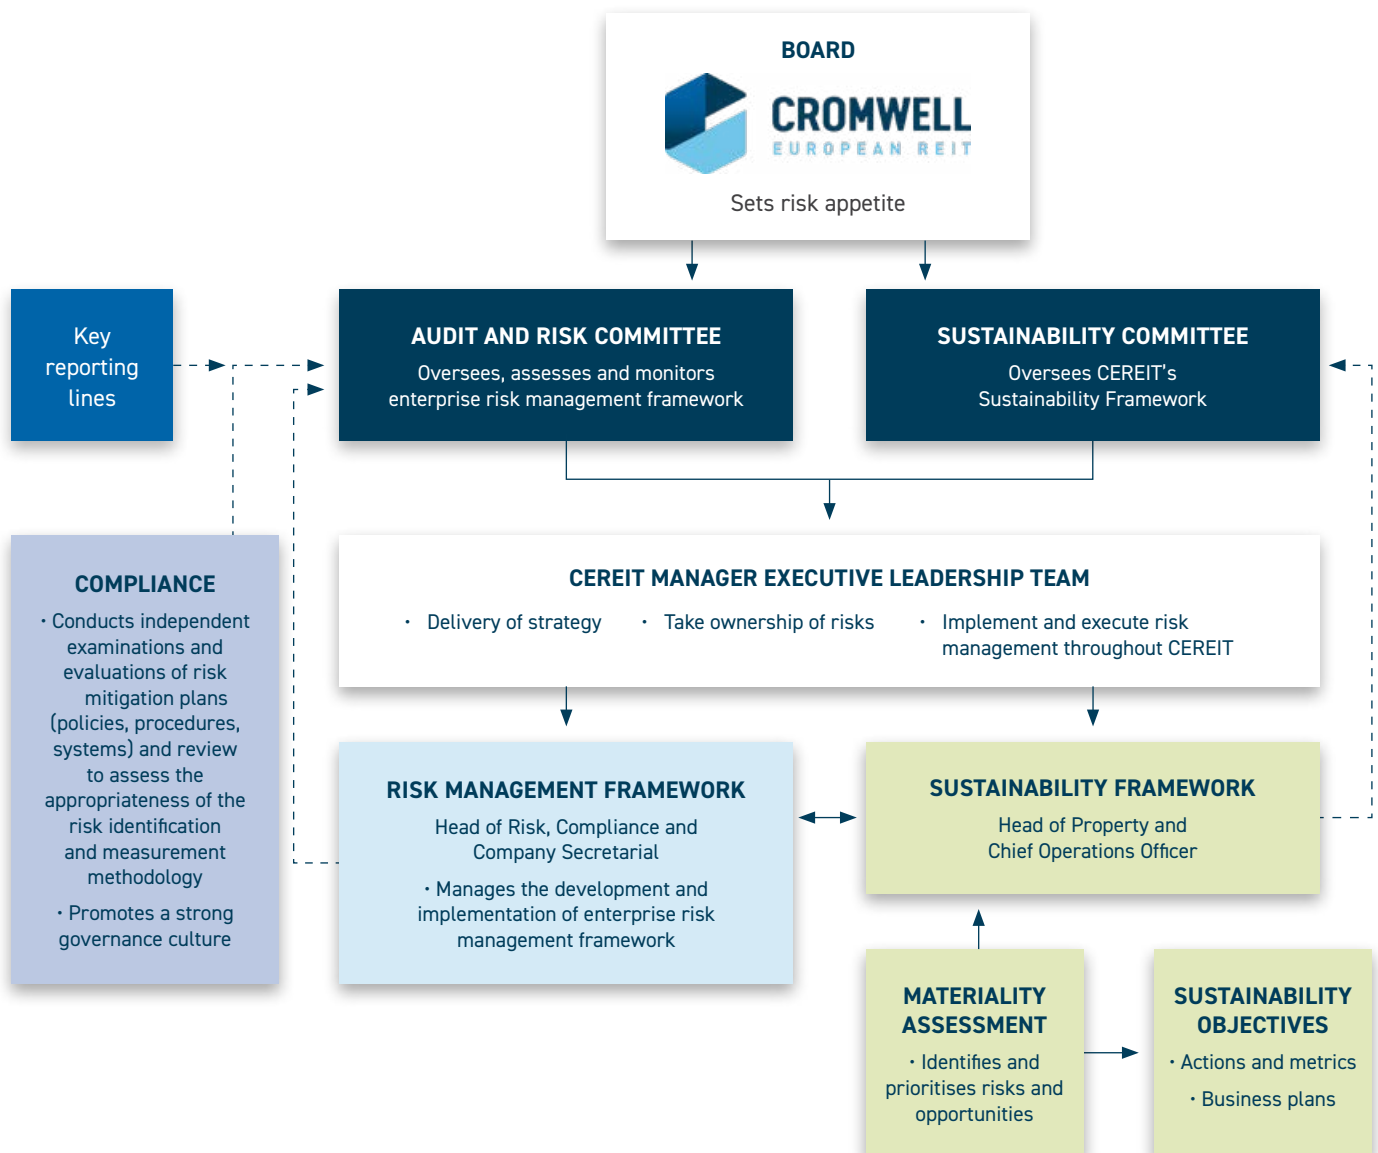 BOARD
CROMWELL
EUROPEAN REIT
Sets risk appetite
Key
reporting
lines
AUDIT AND RISK COMMITTEE
Oversees, assesses and monitors
enterprise risk management framework
SUSTAINABILITY COMMITTEE
Oversees CEREIT’s
Sustainability Framework
COMPLIANCE
· Conducts independent
examinations and
evaluations of risk
mitigation plans
(policies, procedures,
systems) and review
to assess the
appropriateness of the
risk identification
and measurement
methodology
· Promotes a strong
governance culture
CEREIT MANAGER EXECUTIVE LEADERSHIP TEAM
· Delivery of strategy
· Take ownership of risks
· Implement and execute risk
management throughout CEREIT
RISK MANAGEMENT FRAMEWORK
Head of Risk, Compliance and
Company Secretarial
· Manages the development and
implementation of enterprise risk
management framework
SUSTAINABILITY FRAMEWORK
Head of Property and
Chief Operations Officer
MATERIALITY
ASSESSMENT
· Identifies and
prioritises risks and
opportunities
SUSTAINABILITY
OBJECTIVES
· Actions and metrics
· Business plans